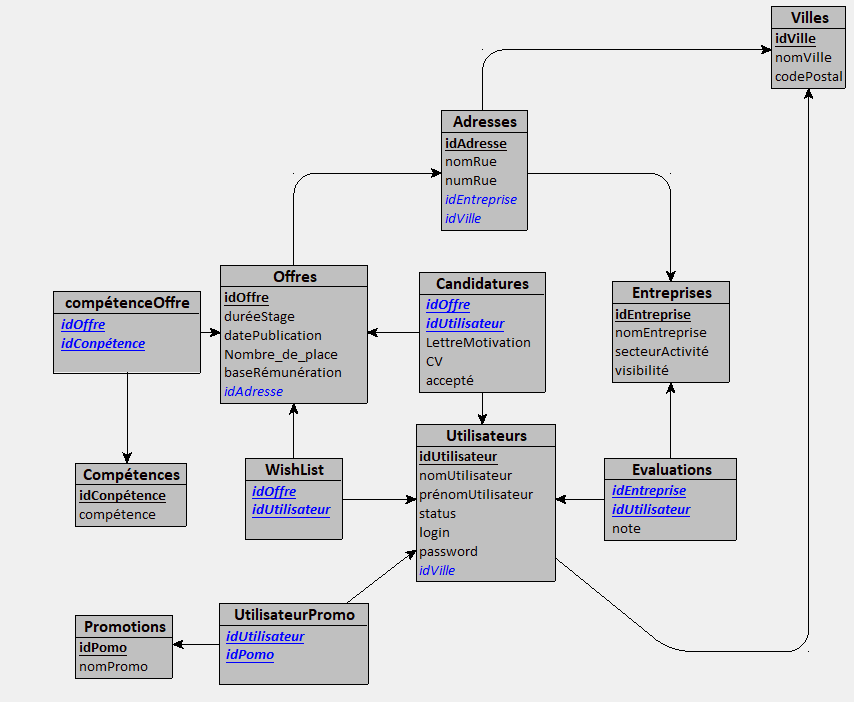 Villes
idVille
nomVille
codePostal
Adresses
idAdresse
nomRue
numRue
idEntreprise
idVille
Offres
idOffre
duréeStage
datePublication
Nombre_de_place
baseRémunération
idAdresse
Candidatures
idOffre
idUtilisateur
LettreMotivation
CV
accepté
Entreprises
idEntreprise
nomEntreprise
secteurActivité
visibilité
compétenceOffre
idOffre
idConpétence
Utilisateurs
idUtilisateur
nomUtilisateur
prénomUtilisateur
status
login
password
idVille
Compétences
idConpétence
compétence
WishList
idOffre
idUtilisateur
Evaluations
idEntreprise
idUtilisateur
note
Promotions
idPomo
nomPromo
UtilisateurPromo
idUtilisateur
idPomo